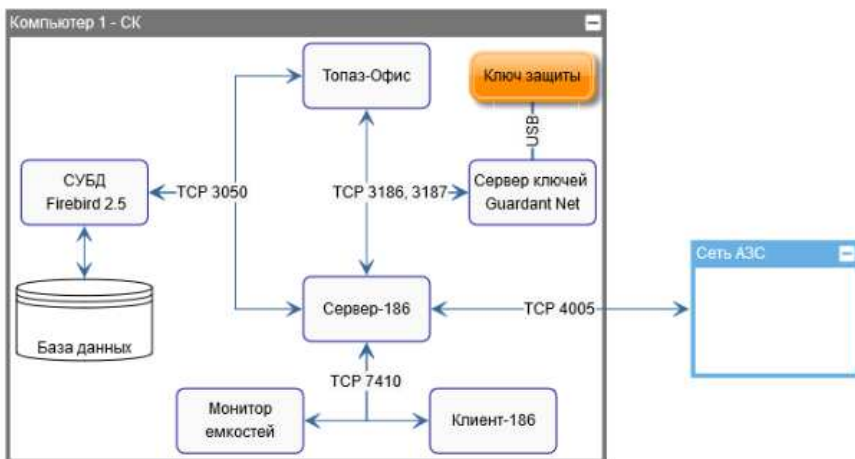 Компьютер 1 - СК
Топаз-Офис
Ключ защиты
USB
СУБД
Firebird 2.5
TCP 3050
TCP 3186, 3187
Сервер ключей
Guardant Net
Сеть АЗС
База данных
Сервер-186
TCP 4005
TCP 7410
Монитор
емкостей
Клиент-186